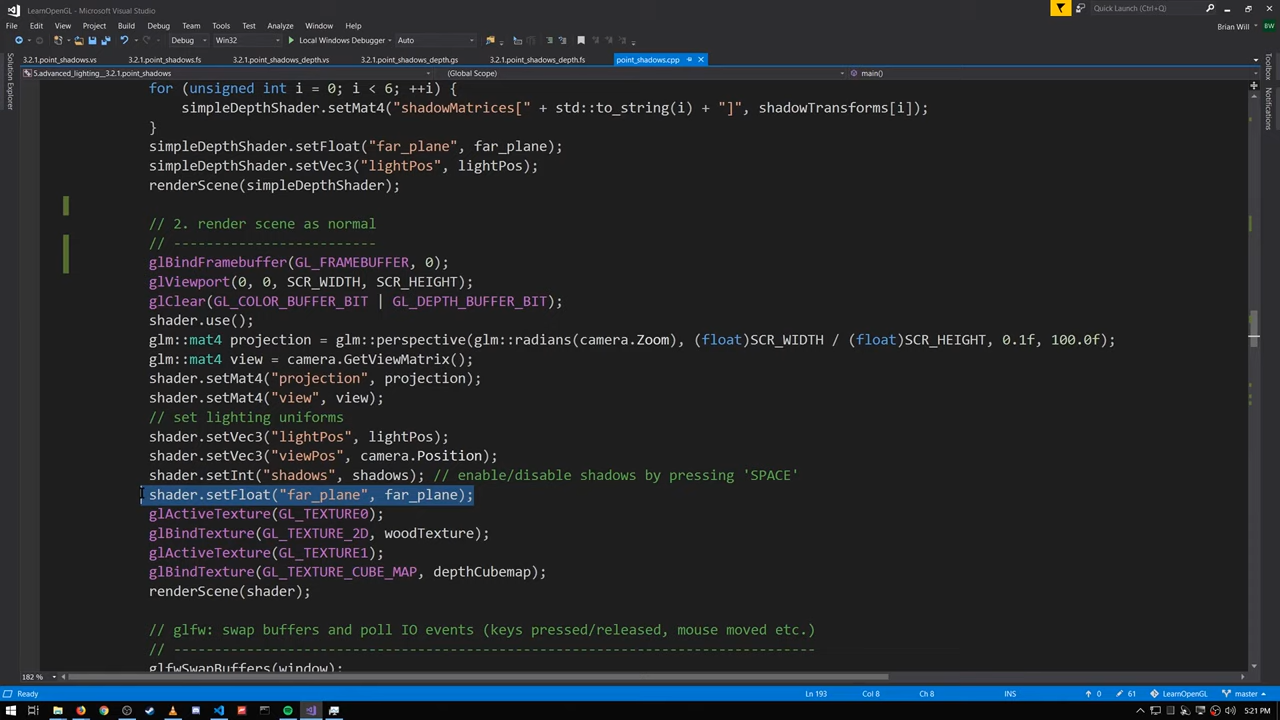 LearnOpenGL - Microsoft Visual Studio
Quick Launch (Ctrl+Q)
File Edit View Project Build Debug Team Tools Test Analyze Window Help
Brian Will
BW
Debug Win32 Local Windows Debugger Auto
3.2.1.point_shadows.vs 3.2.1.point_shadows.fs 3.2.1.point_shadows_depth.vs 3.2.1.point_shadows_depth.gs 3.2.1.point_shadows_depth.fs point_shadows.cpp
5.advanced_lighting__3.2.1.point_shadows (Global Scope) main()
Solution Explorer
Toolbox
Notifications
for (unsigned int i = 0; i < 6; ++i) {
simpleDepthShader.setMat4("shadowMatrices[" + std::to_string(i) + "]", shadowTransforms[i]);
}
simpleDepthShader.setFloat("far_plane", far_plane);
simpleDepthShader.setVec3("lightPos", lightPos);
renderScene(simpleDepthShader);
// 2. render scene as normal
// -------------------------
glBindFramebuffer(GL_FRAMEBUFFER, 0);
glViewport(0, 0, SCR_WIDTH, SCR_HEIGHT);
glClear(GL_COLOR_BUFFER_BIT | GL_DEPTH_BUFFER_BIT);
shader.use();
glm::mat4 projection = glm::perspective(glm::radians(camera.Zoom), (float)SCR_WIDTH / (float)SCR_HEIGHT, 0.1f, 100.0f);
glm::mat4 view = camera.GetViewMatrix();
shader.setMat4("projection", projection);
shader.setMat4("view", view);
// set lighting uniforms
shader.setVec3("lightPos", lightPos);
shader.setVec3("viewPos", camera.Position);
shader.setInt("shadows", shadows); // enable/disable shadows by pressing 'SPACE'
shader.setFloat("far_plane", far_plane);
glActiveTexture(GL_TEXTURE0);
glBindTexture(GL_TEXTURE_2D, woodTexture);
glActiveTexture(GL_TEXTURE1);
glBindTexture(GL_TEXTURE_CUBE_MAP, depthCubemap);
renderScene(shader);
// glfw: swap buffers and poll IO events (keys pressed/released, mouse moved etc.)
// -------------------------------------------------------------------------------
glfwSwapBuffers(window);
182 %
Ready Ln 193 Col 8 Ch 8 INS 0 61 LearnOpenGL master
5:21 PM